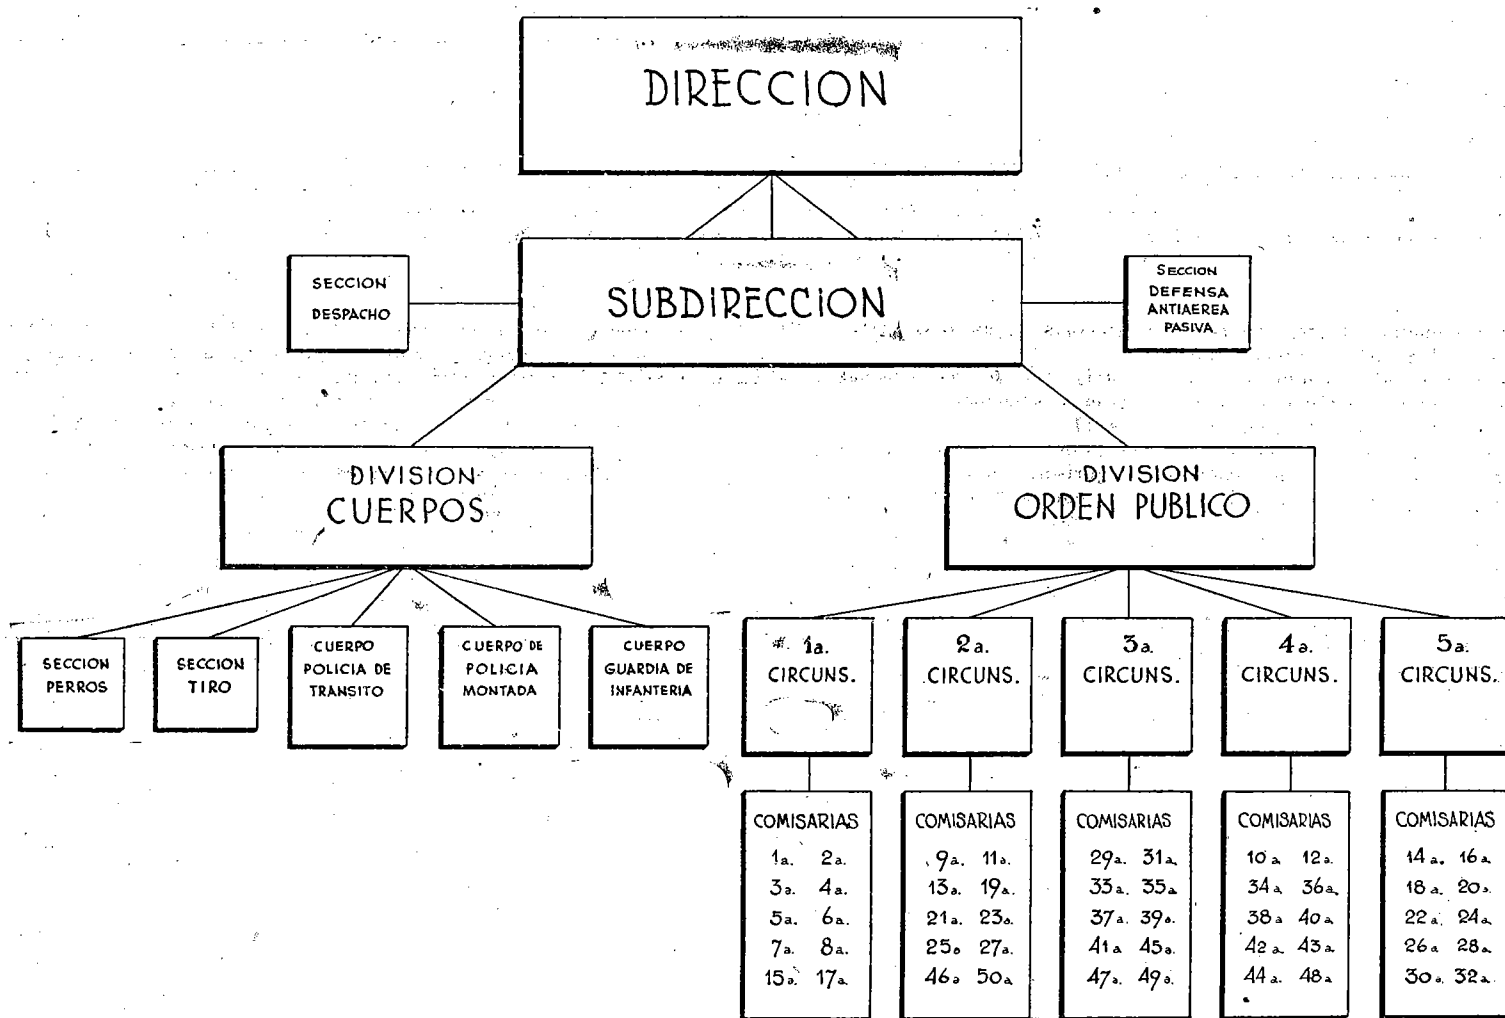 DIRECCION
SUBDIRECCION
SECCION
DESPACHO
SECCION
DEFENSA
ANTIAEREA
PASIVA
DIVISION
CUERPOS
DIVISION
ORDEN PUBLICO
SECCION
PERROS
SECCION
TIRO
CUERPO
POLICIA DE
TRANSITO
CUERPO DE
POLICIA
MONTADA
CUERPO
GUARDIA DE
INFANTERIA
1a.
CIRCUNS.
2a.
CIRCUNS.
3a.
CIRCUNS.
4a.
CIRCUNS.
5a.
CIRCUNS.
COMISARIAS
1a. 2a.
3a. 4a.
5a. 6a.
7a. 8a.
15a. 17a.
COMISARIAS
9a. 11a.
13a. 19a.
21a. 23a.
25a 27a.
46a 50a
COMISARIAS
29a. 31a.
33a. 35a
37a. 39a.
41a 45a.
47a. 49a.
COMISARIAS
10a 12a.
34a 36a.
38a 40a
42a. 43a
44a. 48a
COMISARIAS
14a. 16a
18a. 20a.
22a. 24a.
26a 28a
30a. 32a.